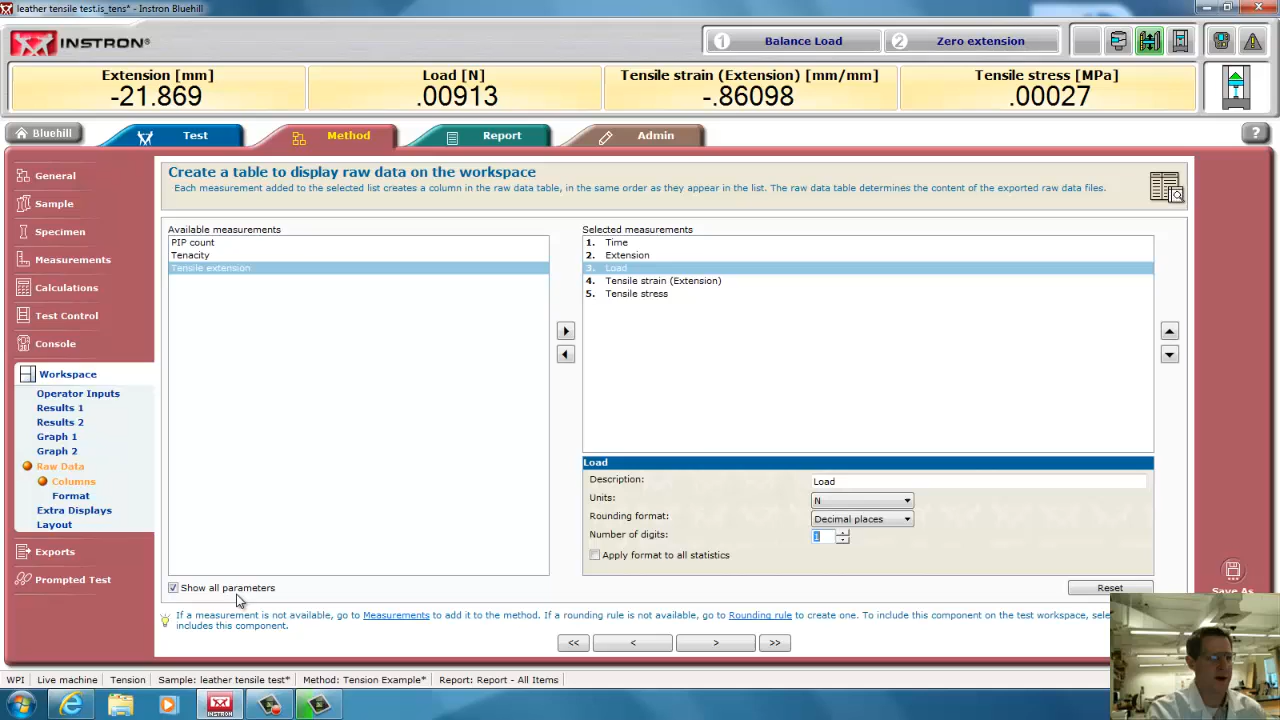 leather tensile test.is_tens* - Instron Bluehill
INSTRON®
1 Balance Load
2 Zero extension
Extension [mm]
-21.869
Load [N]
.00913
Tensile strain (Extension) [mm/mm]
-.86098
Tensile stress [MPa]
.00027
Bluehill
Test
Method
Report
Admin
?
General
Sample
Specimen
Measurements
Calculations
Test Control
Console
Workspace
Operator Inputs
Results 1
Results 2
Graph 1
Graph 2
Raw Data
Columns
Format
Extra Displays
Layout
Exports
Prompted Test
Create a table to display raw data on the workspace
Each measurement added to the selected list creates a column in the raw data table, in the same order as they appear in the list. The raw data table determines the content of the exported raw data files.
Available measurements
PIP count
Tenacity
Tensile extension
Show all parameters
Selected measurements
1. Time
2. Extension
3. Load
4. Tensile strain (Extension)
5. Tensile stress
Load
Description: Load
Units: N
Rounding format: Decimal places
Number of digits: 1
Apply format to all statistics
Reset
Save As
If a measurement is not available, go to Measurements to add it to the method. If a rounding rule is not available, go to Rounding rule to create one. To include this component on the test workspace, sele
includes this component.
<< < > >>
WPI Live machine Tension Sample: leather tensile test* Method: Tension Example* Report: Report - All Items
INSTRON